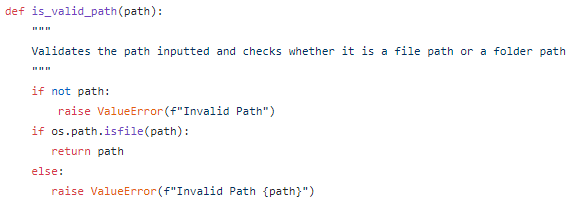 def is_valid_path(path):
    """
    Validates the path inputted and checks whether it is a file path or a folder path
    """
    if not path:
        raise ValueError(f"Invalid Path")
    if os.path.isfile(path):
       return path
    else:
       raise ValueError(f"Invalid Path {path}")